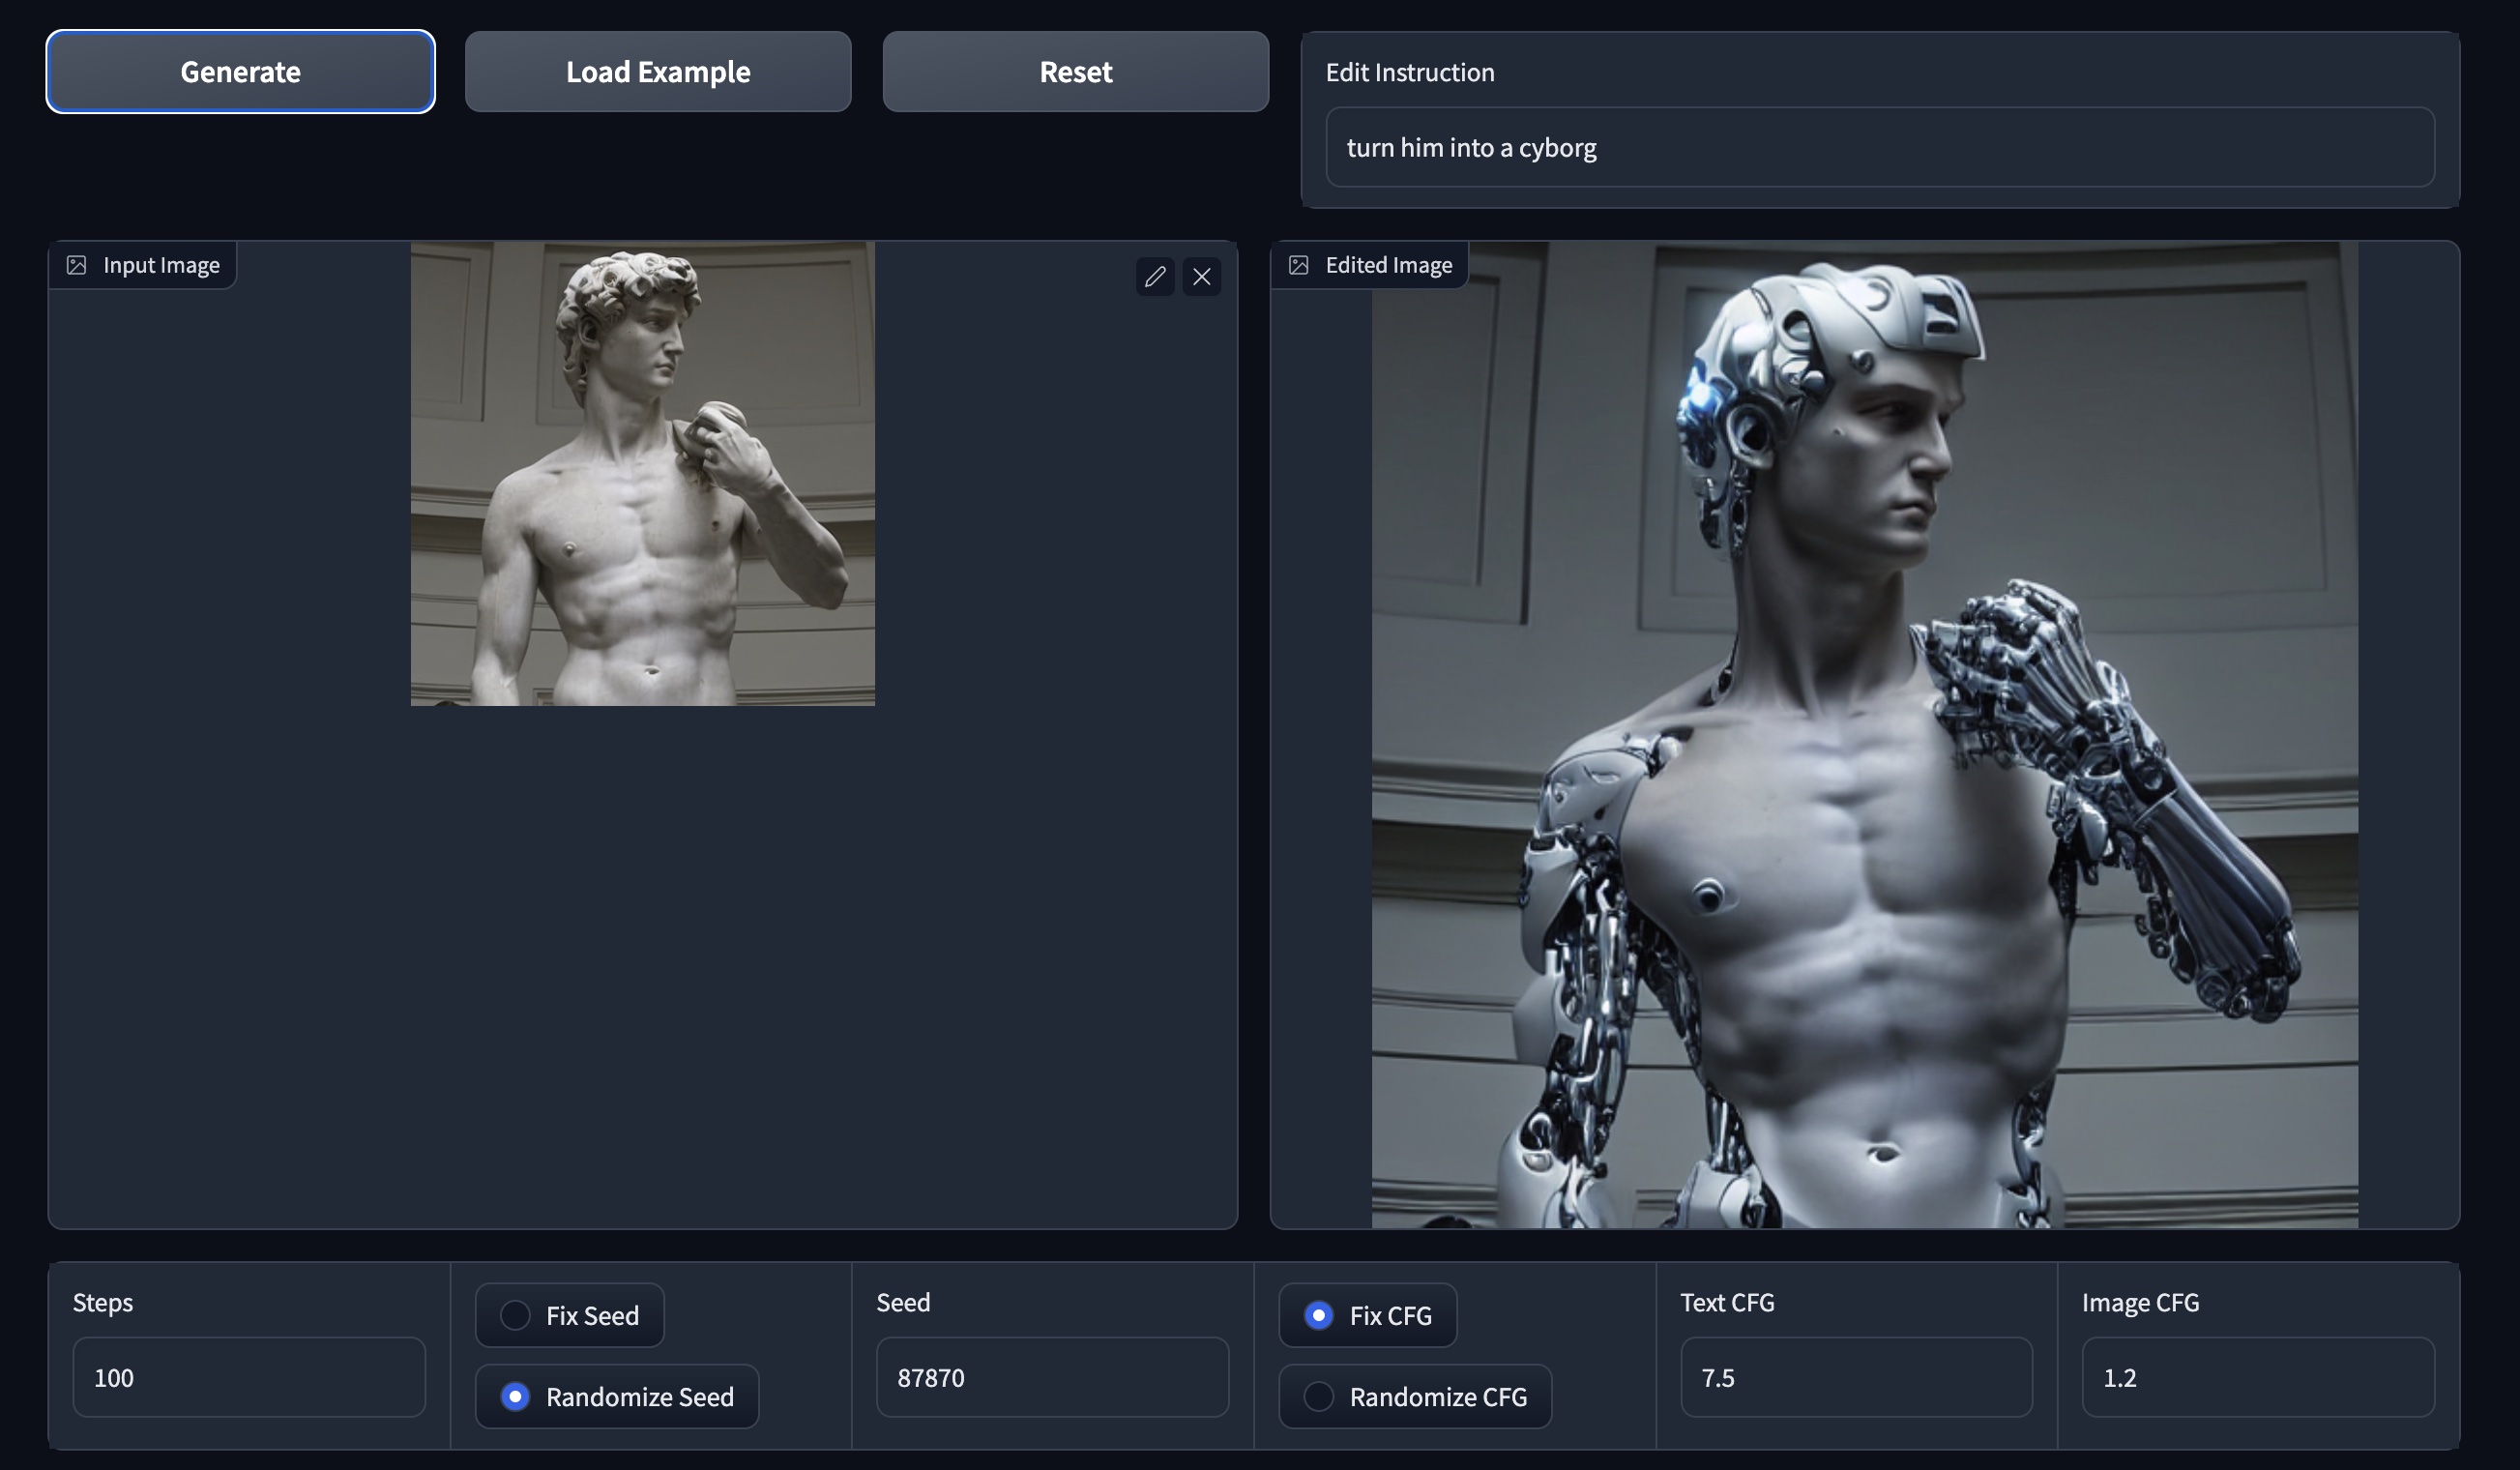 Generate
Load Example
Reset
Edit Instruction
turn him into a cyborg
Input Image
Edited Image
Steps
100
Fix Seed
Randomize Seed
Seed
87870
Fix CFG
Randomize CFG
Text CFG
7.5
Image CFG
1.2